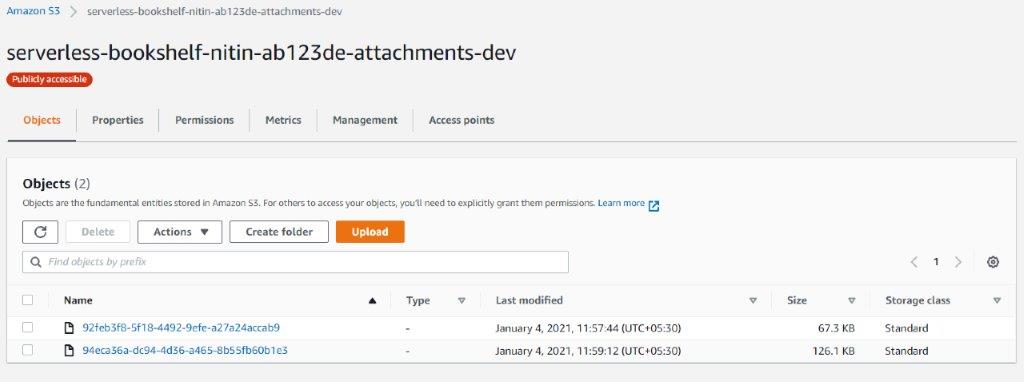 Amazon S3 > serverless-bookshelf-nitin-ab123de-attachments-dev
serverless-bookshelf-nitin-ab123de-attachments-dev
Publicly accessible
Objects Properties Permissions Metrics Management Access points
Objects (2)
Objects are the fundamental entities stored in Amazon S3. For others to access your objects, you'll need to explicitly grant them permissions. Learn more
Delete Actions Create folder Upload
Find objects by prefix 1
Name Type Last modified Size Storage class
92feb3f8-5f18-4492-9efe-a27a24accab9 - January 4, 2021, 11:57:44 (UTC+05:30) 67.3 KB Standard
94eca36a-dc94-4d36-a465-8b55fb60b1e3 - January 4, 2021, 11:59:12 (UTC+05:30) 126.1 KB Standard